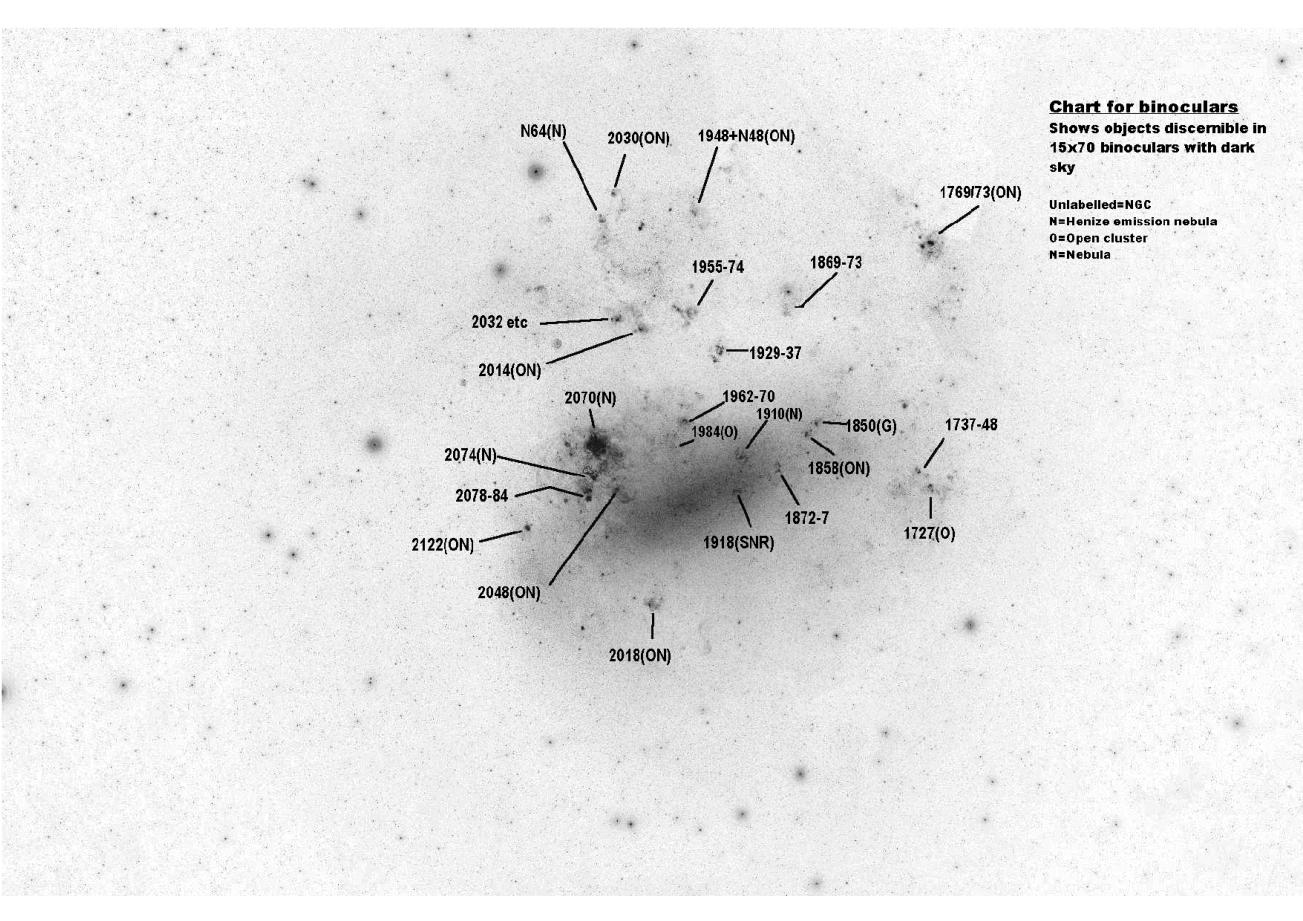 Chart for binoculars
Shows objects discernible in
15x70 binoculars with dark
sky
Unlabelled=NGC
N=Henize emission nebula
O=Open cluster
N=Nebula
N64(N)
2030(ON)
1948+N48(ON)
1769/73(ON)
1955-74
1869-73
2032 etc
2014(ON)
1929-37
2070(N)
1962-70
1910(N)
1984(O)
1850(G)
1737-48
2074(N)
1858(ON)
2078-84
1872-7
1727(O)
2122(ON)
1918(SNR)
2048(ON)
2018(ON)